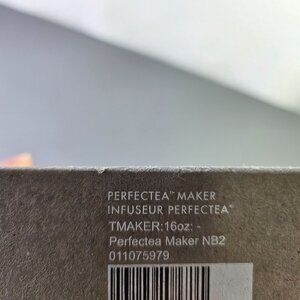 PERFECTEA™ MAKER
INFUSEUR PERFECTEA™
TMAKER:16oz: -
Perfectea Maker NB2
011075979